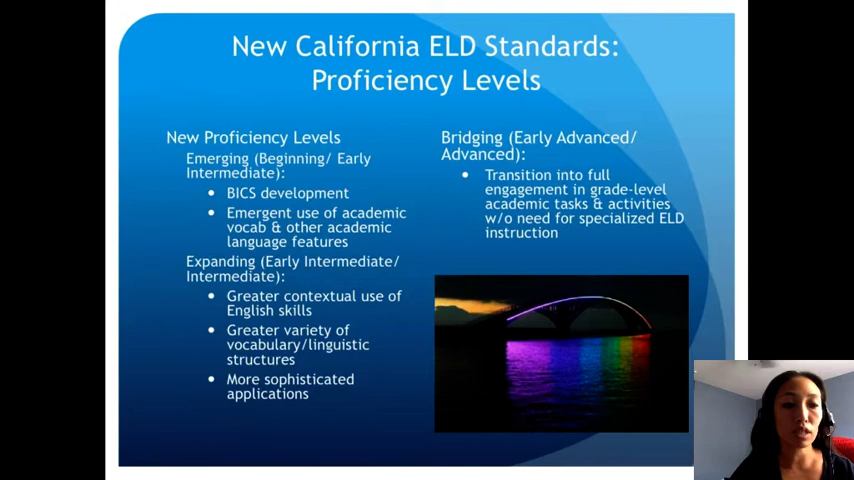 New California ELD Standards:
Proficiency Levels
New Proficiency Levels
Emerging (Beginning/ Early
Intermediate):
• BICS development
• Emergent use of academic
vocab & other academic
language features
Expanding (Early Intermediate/
Intermediate):
• Greater contextual use of
English skills
• Greater variety of
vocabulary/linguistic
structures
• More sophisticated
applications
Bridging (Early Advanced/
Advanced):
• Transition into full
engagement in grade-level
academic tasks & activities
w/o need for specialized ELD
instruction